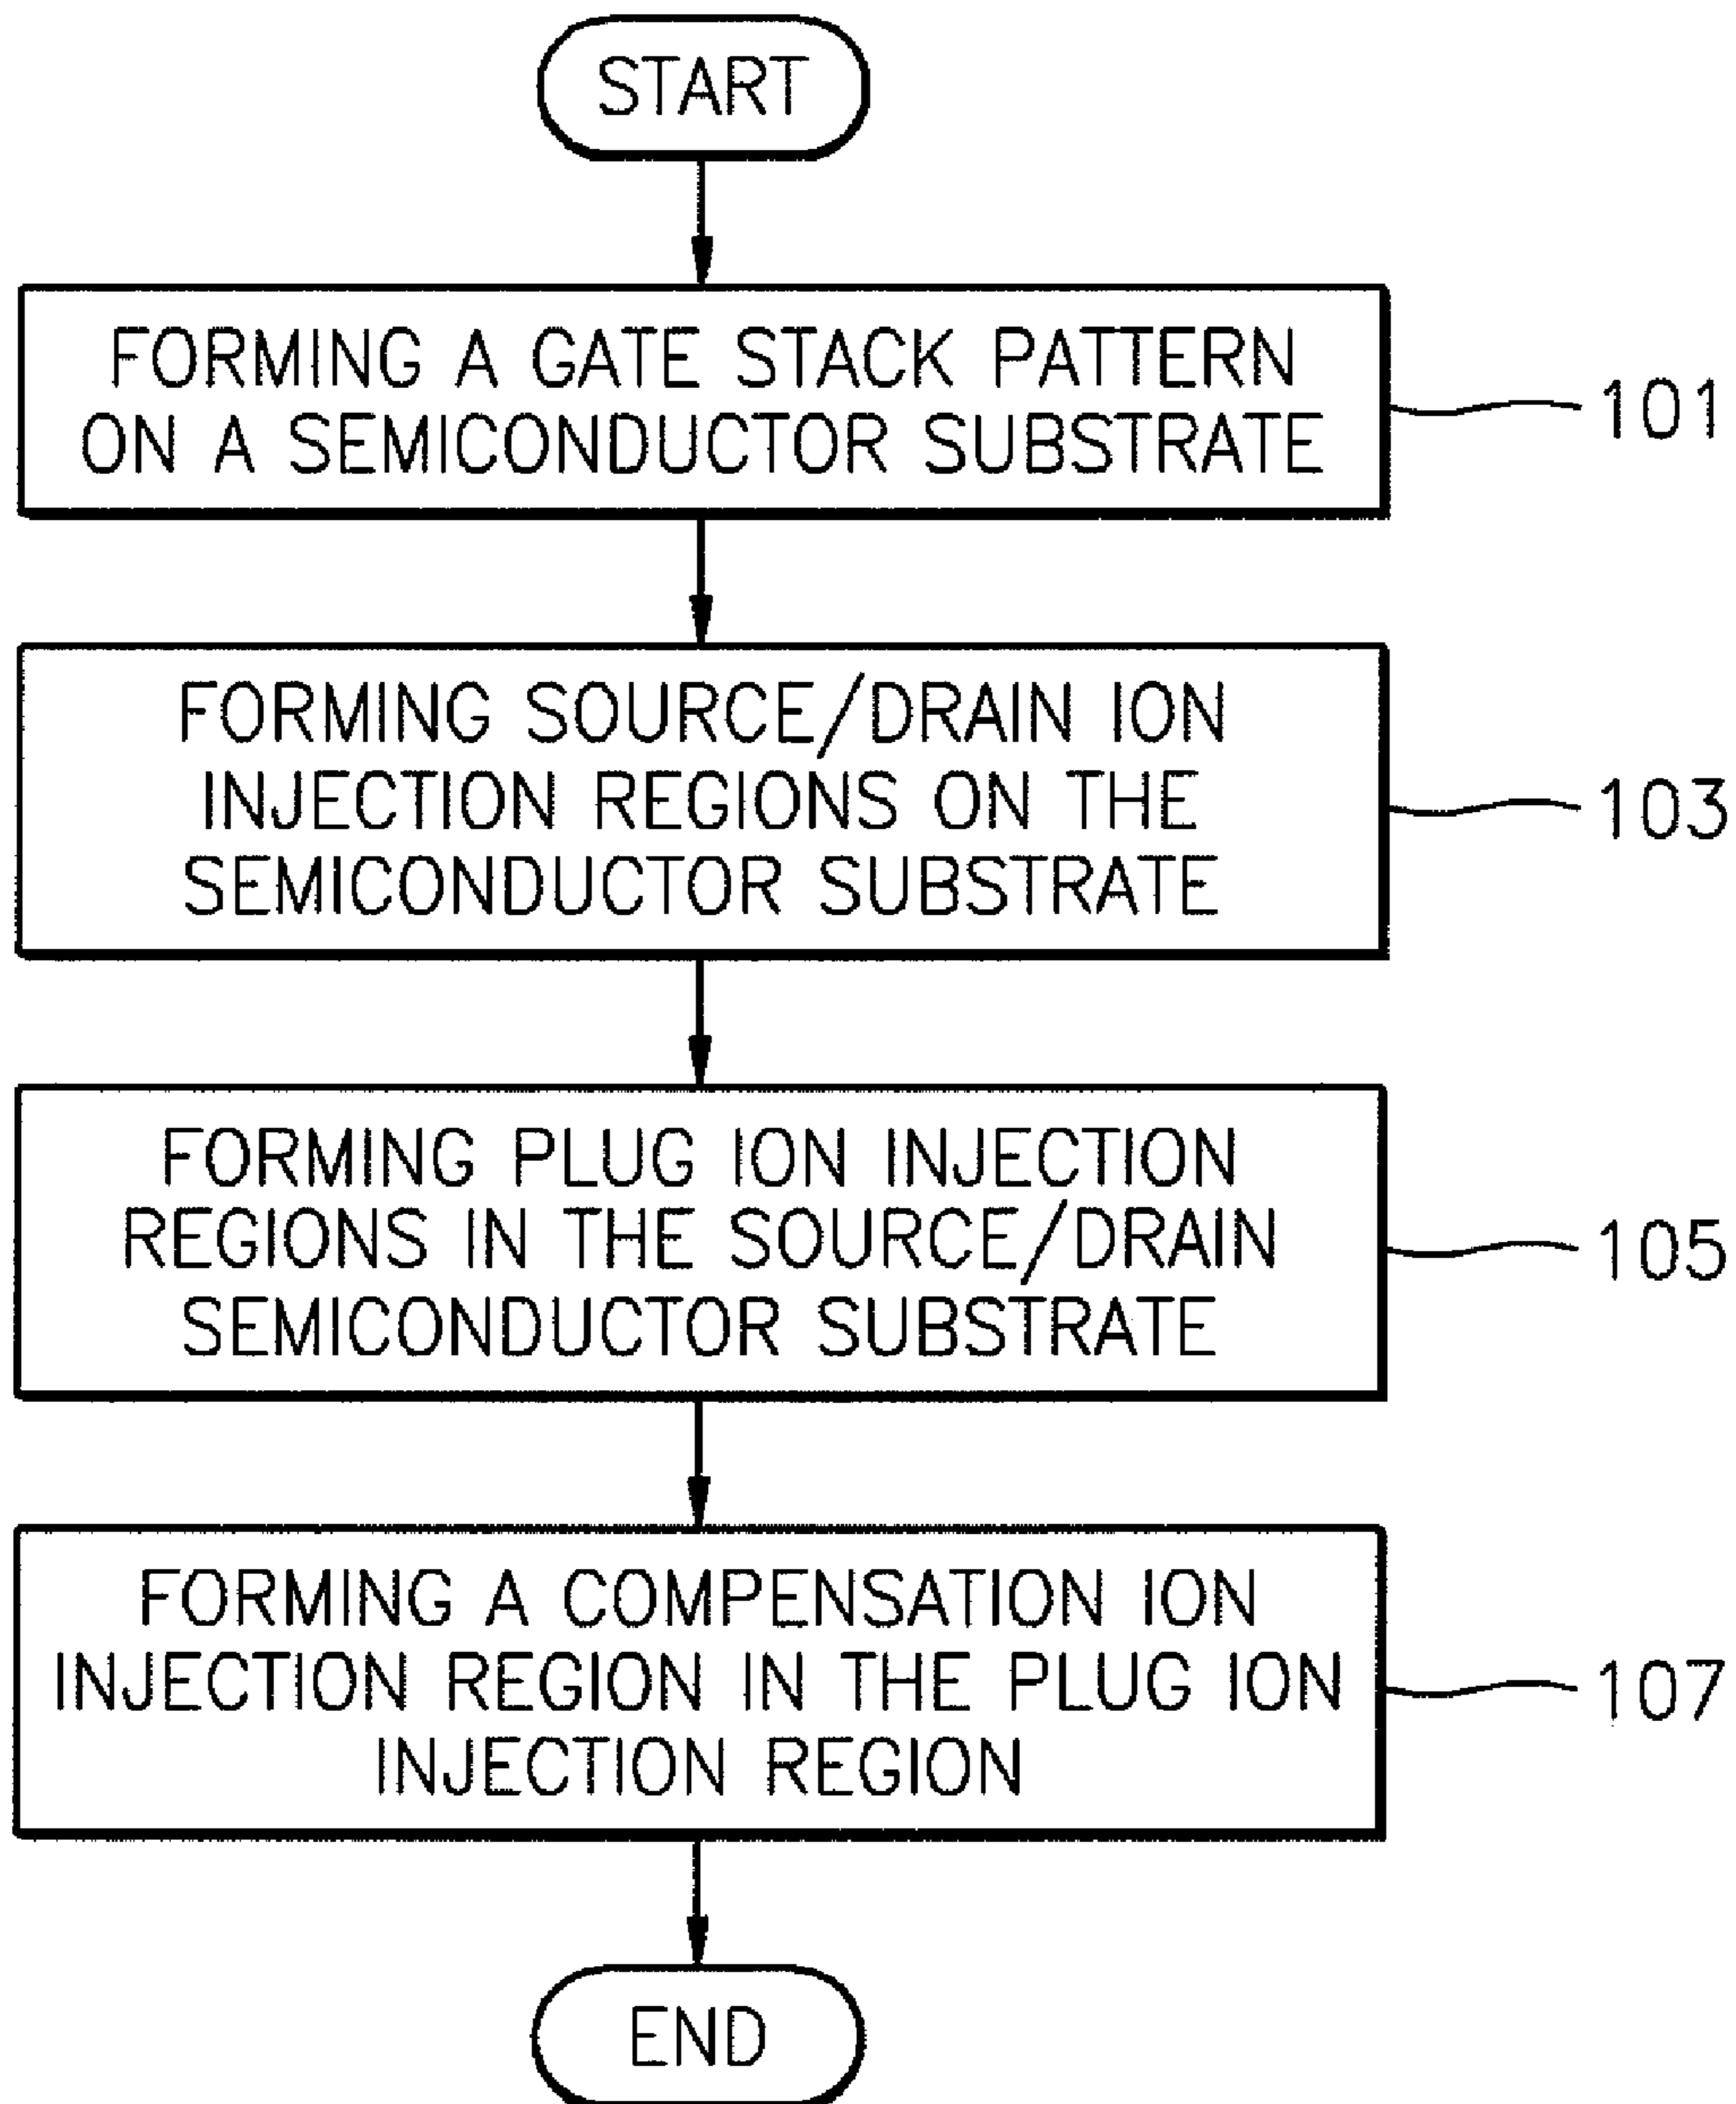 START
FORMING A GATE STACK PATTERN
ON A SEMICONDUCTOR SUBSTRATE
101
FORMING SOURCE/DRAIN ION
INJECTION REGIONS ON THE
SEMICONDUCTOR SUBSTRATE
103
FORMING PLUG ION INJECTION
REGIONS IN THE SOURCE/DRAIN
SEMICONDUCTOR SUBSTRATE
105
FORMING A COMPENSATION ION
INJECTION REGION IN THE PLUG ION
INJECTION REGION
107
END